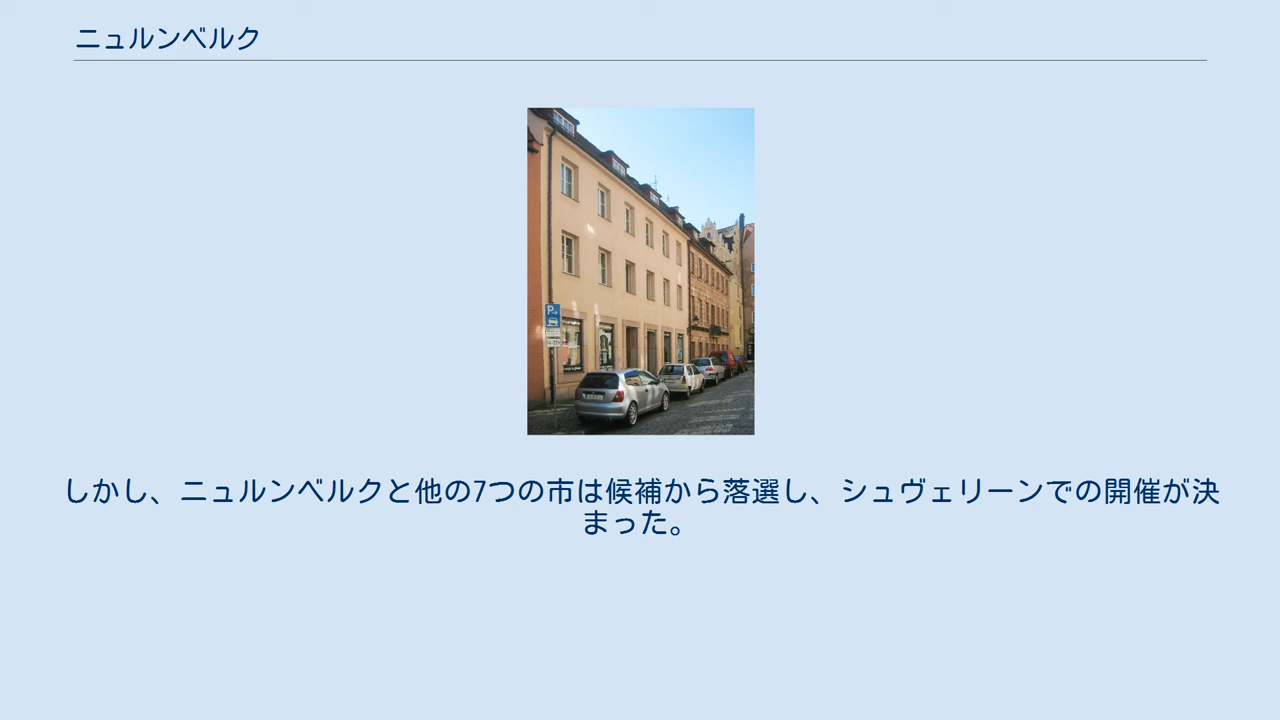 ニュルンベルク
P
しかし、ニュルンベルクと他の7つの市は候補から落選し、シュヴェリーンでの開催が決
まった。